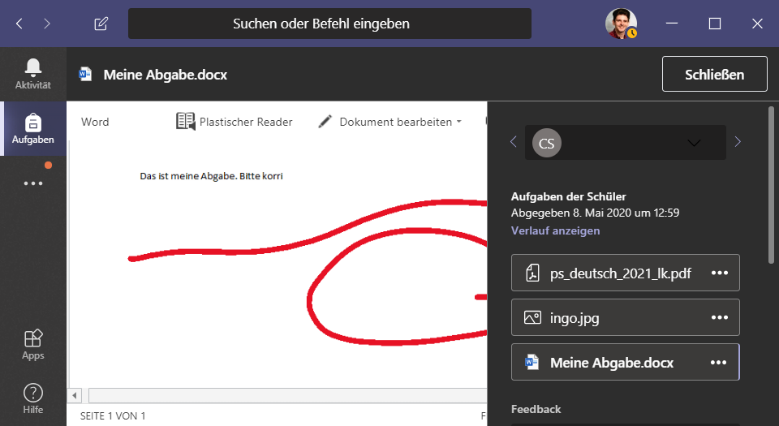 Suchen oder Befehl eingeben
Aktivität
Aufgaben
Apps
Hilfe
Meine Abgabe.docx
Schließen
Word
Plastischer Reader
Dokument bearbeiten
Das ist meine Abgabe. Bitte korri
SEITE 1 VON 1
CS
Aufgaben der Schüler
Abgegeben 8. Mai 2020 um 12:59
Verlauf anzeigen
ps_deutsch_2021_lk.pdf
ingo.jpg
Meine Abgabe.docx
Feedback